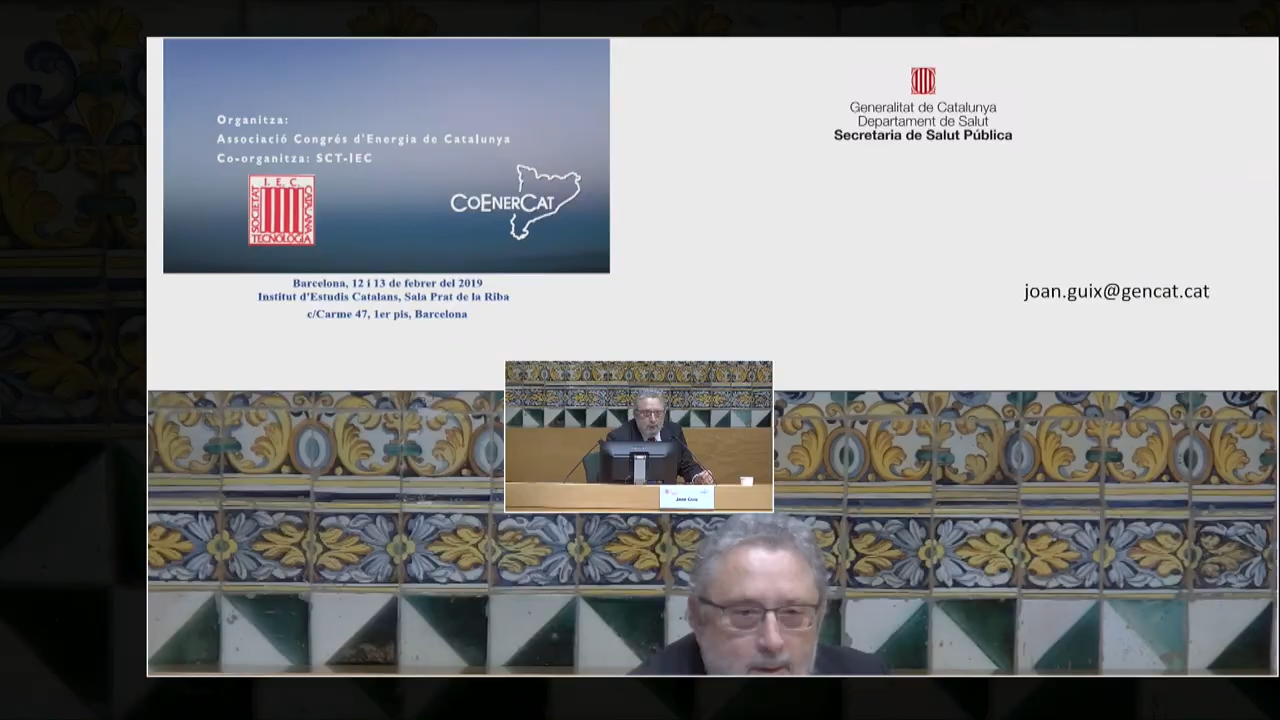 Organitza:
Associació Congrés d'Energia de Catalunya
Co-organitza: SCT-IEC
I. E. C.
SOCIETAT
CATALANA
TECNOLOGIA
COENERCAT
Barcelona, 12 i 13 de febrer del 2019
Institut d'Estudis Catalans, Sala Prat de la Riba
c/Carme 47, 1er pis, Barcelona
Generalitat de Catalunya
Departament de Salut
Secretaria de Salut Pública
joan.guix@gencat.cat
Joan Guix